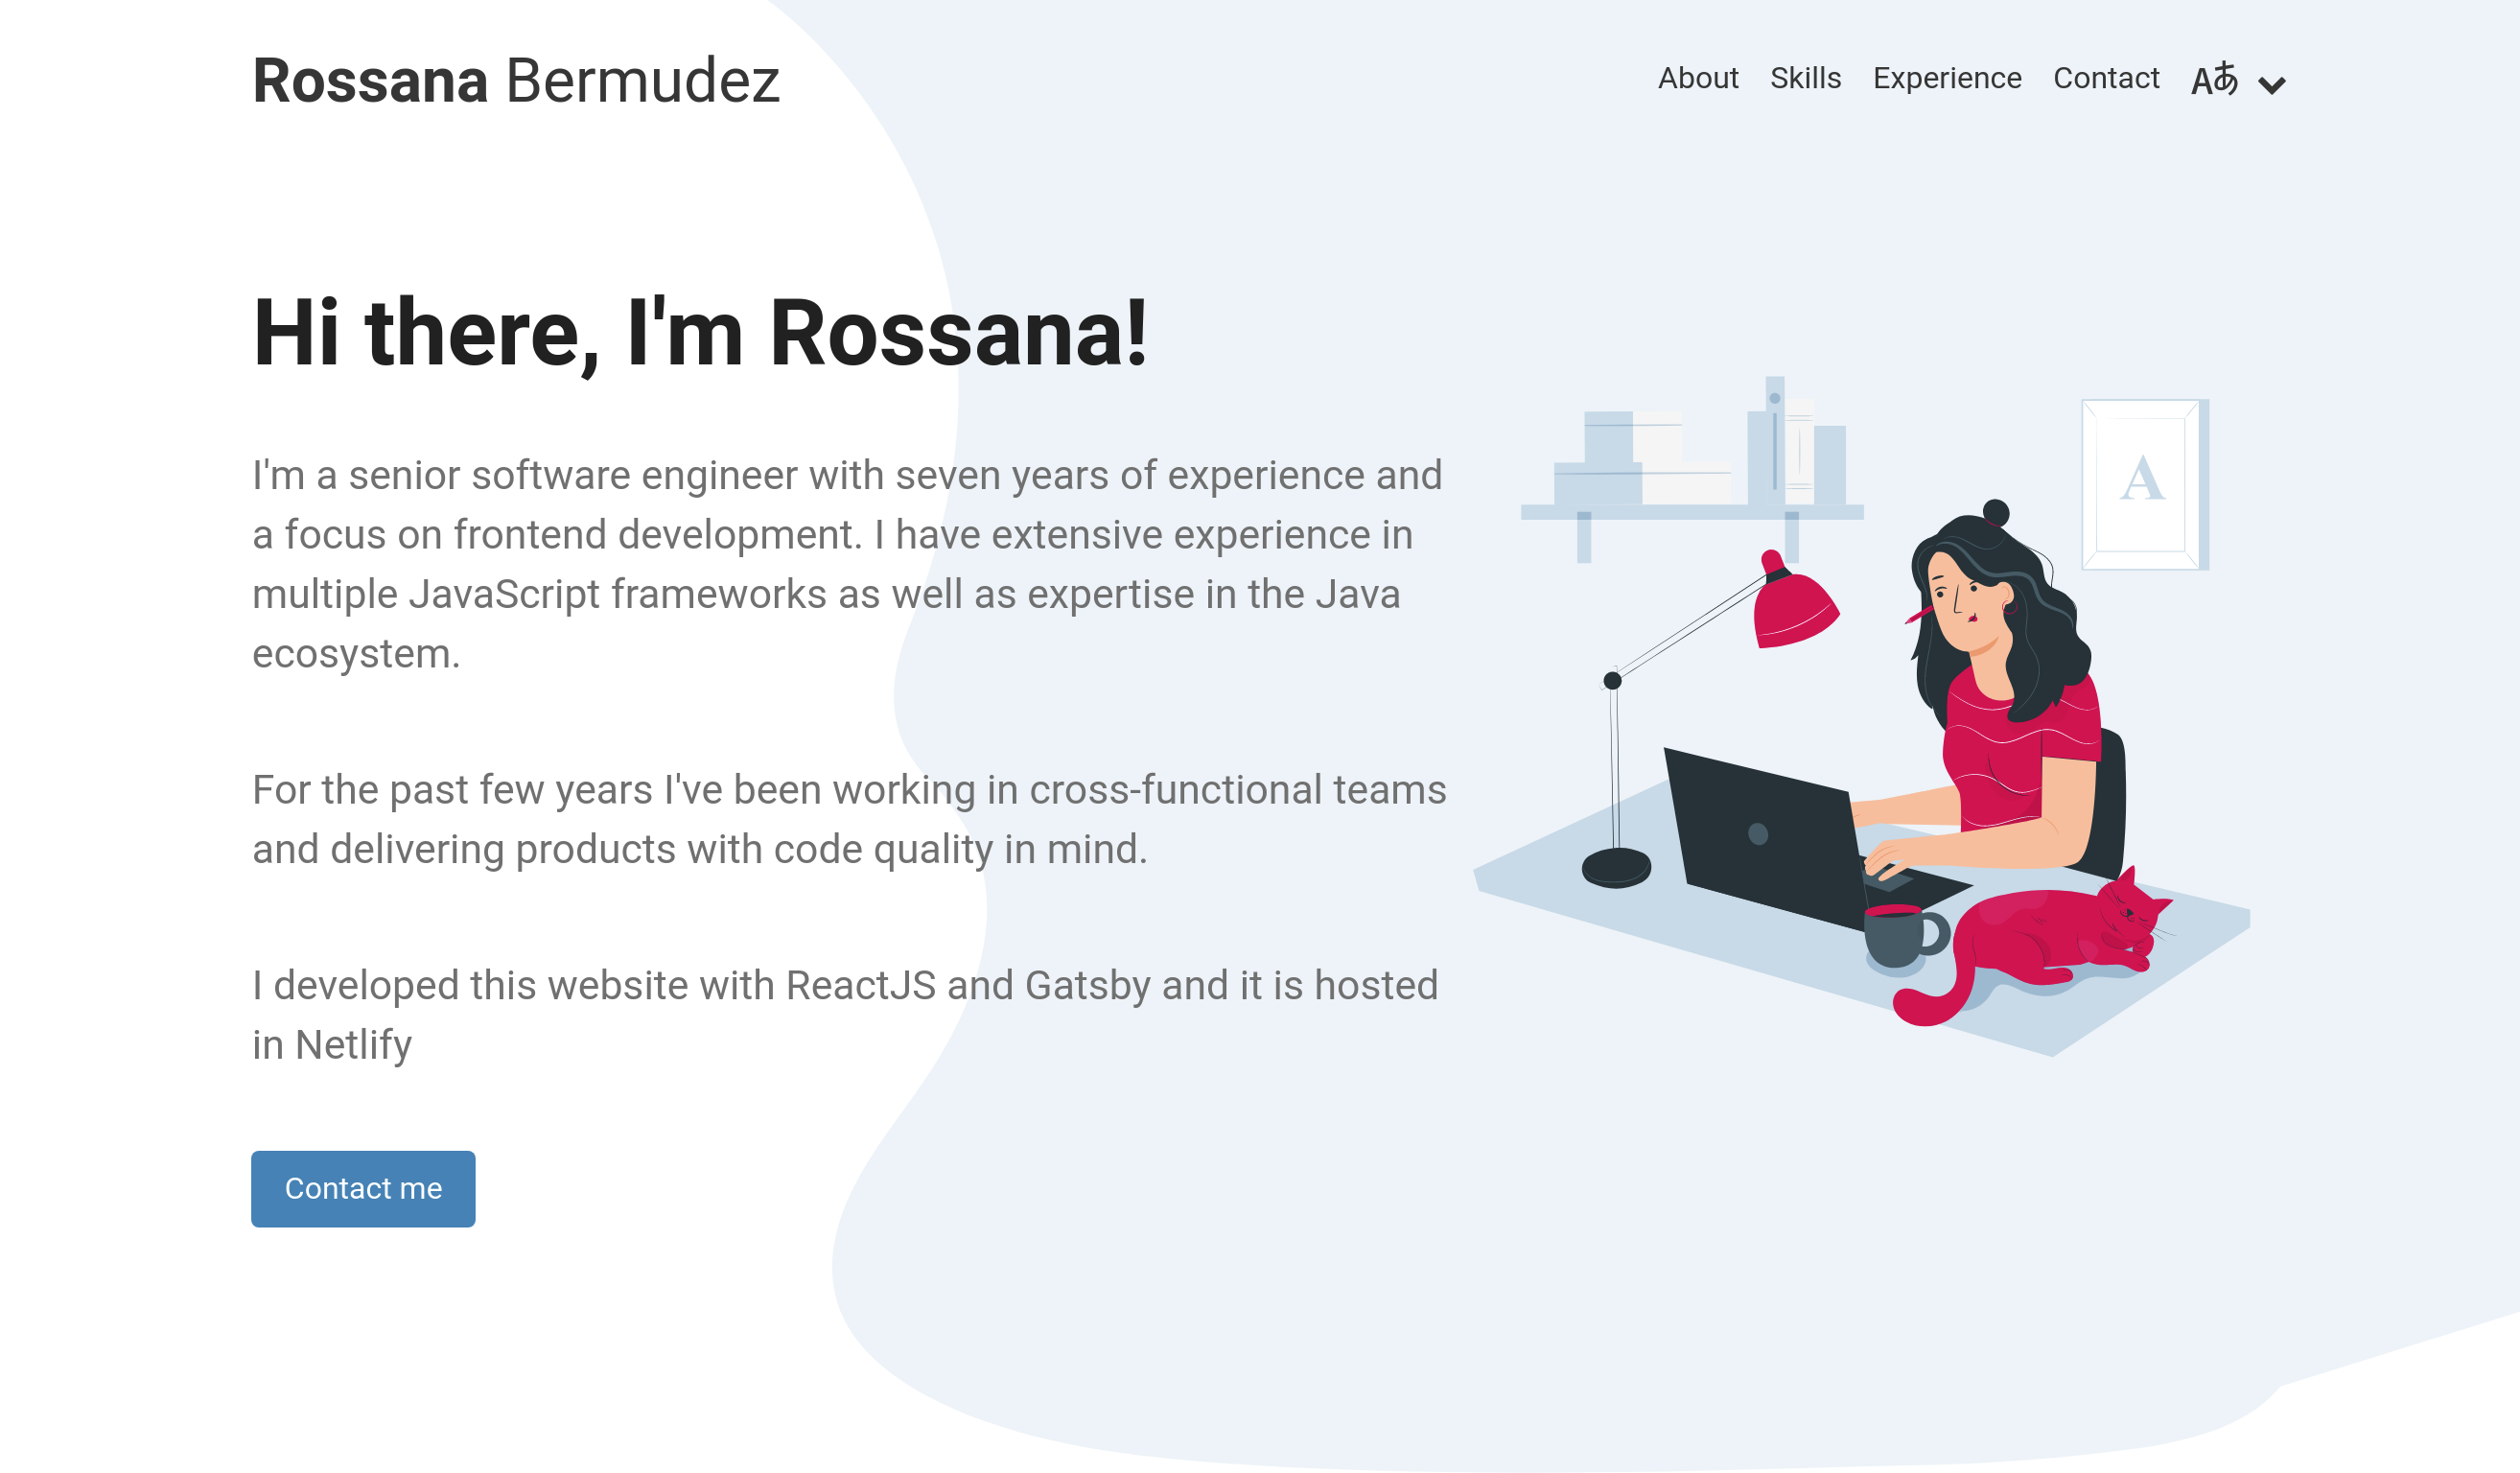 Rossana Bermudez
About Skills Experience Contact Aあ
Hi there, I'm Rossana!
I'm a senior software engineer with seven years of experience and
a focus on frontend development. I have extensive experience in
multiple JavaScript frameworks as well as expertise in the Java
ecosystem.
For the past few years I've been working in cross-functional teams
and delivering products with code quality in mind.
I developed this website with ReactJS and Gatsby and it is hosted
in Netlify
Contact me
A